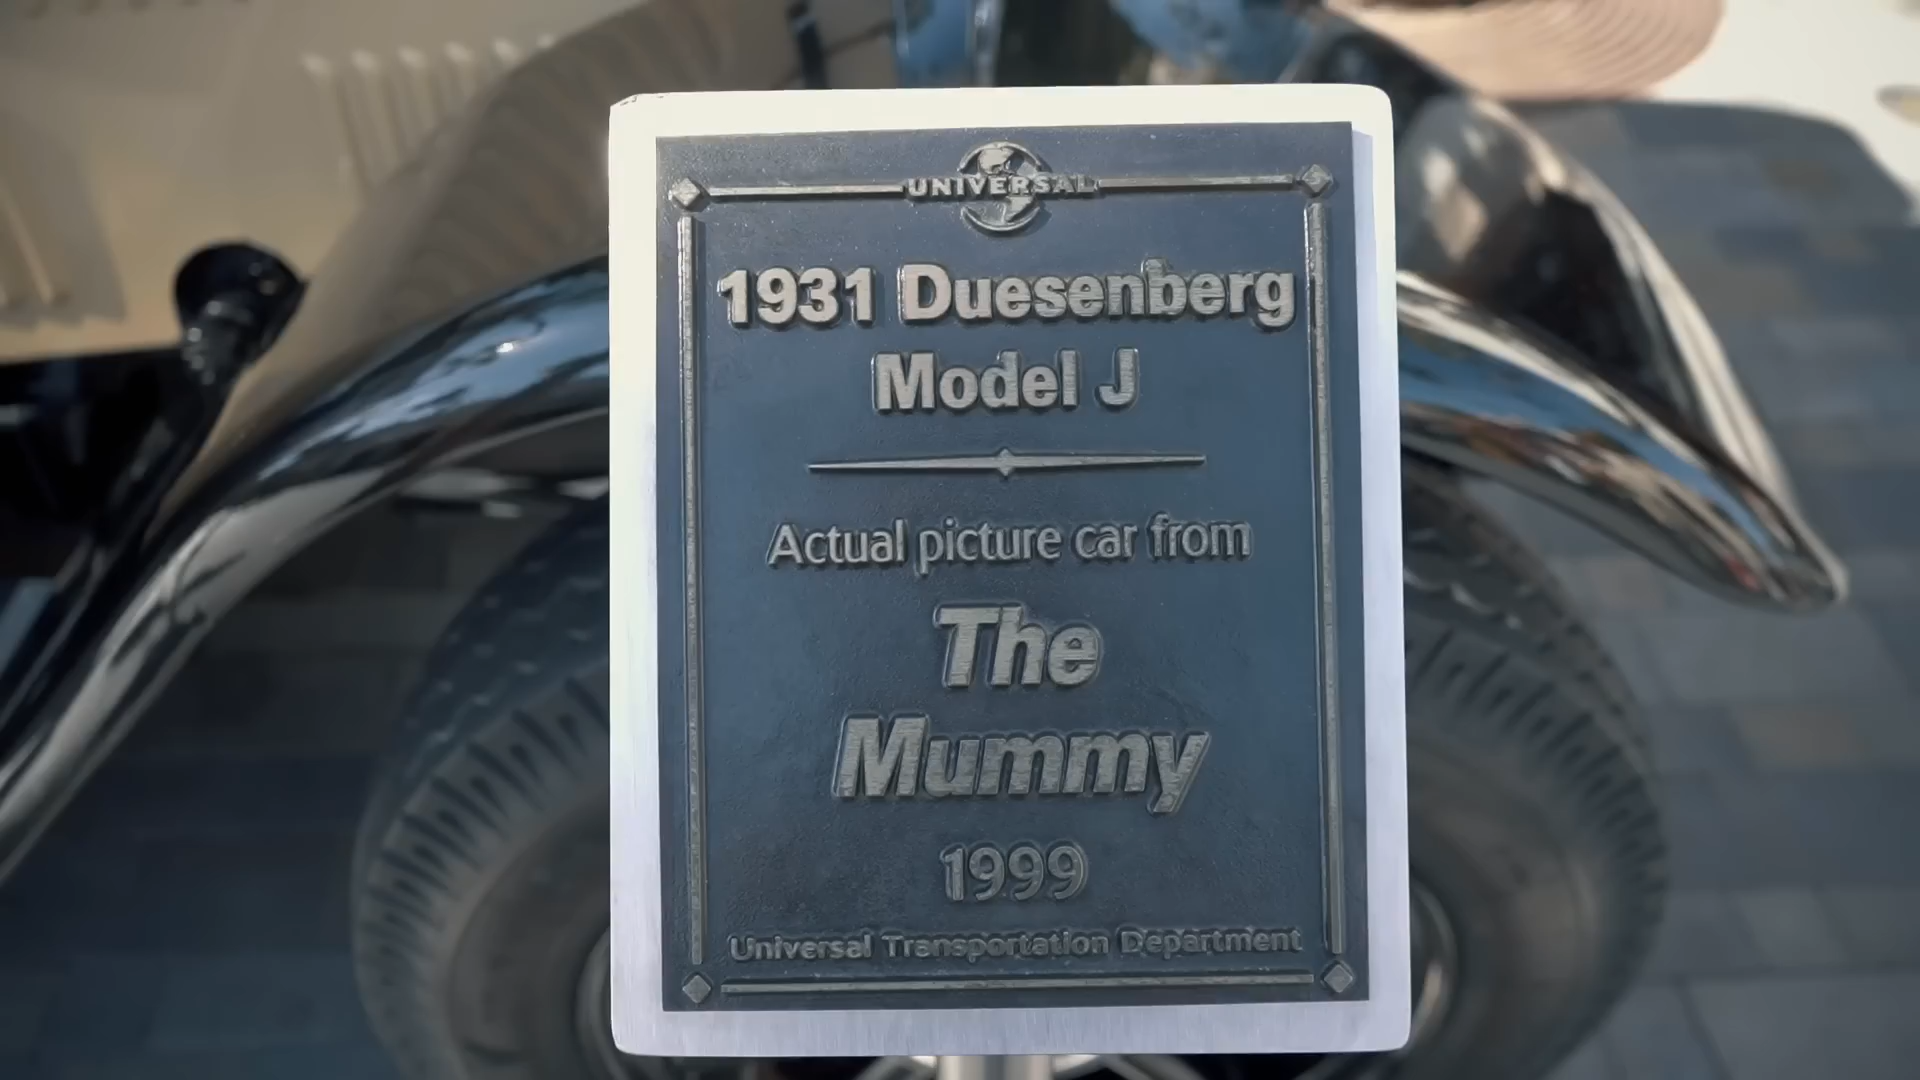 UNIVERSAL
1931 Duesenberg
Model J
Actual picture car from
The
Mummy
1999
Universal Transportation Department